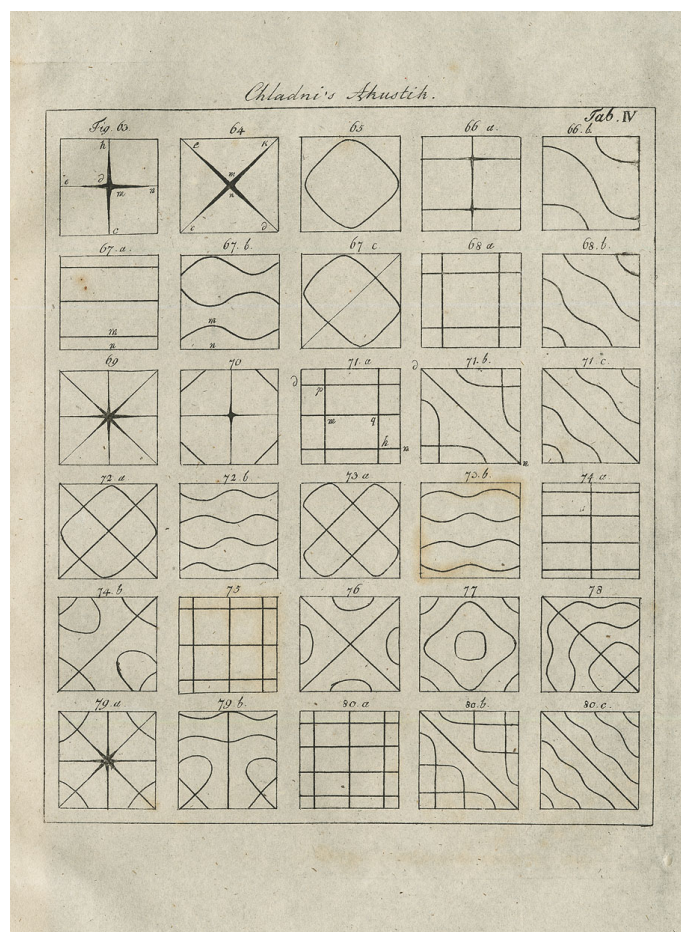 Chladni's Akustik.
Tab. IV
Fig. 63. 64 65 66 a. 66. b.
h e k
d m
m n
n
c e d
67. a. 67. b. 67 c 68 a 68. b.
m m
n n
69 70 71. a 71. b. 71. c.
d d
p
m q
h n
n
72. a 72. b 73 a 73. b. 74 a
74. b. 75 76 77 78
79. a 79. b. 80. a 80. b. 80. c.